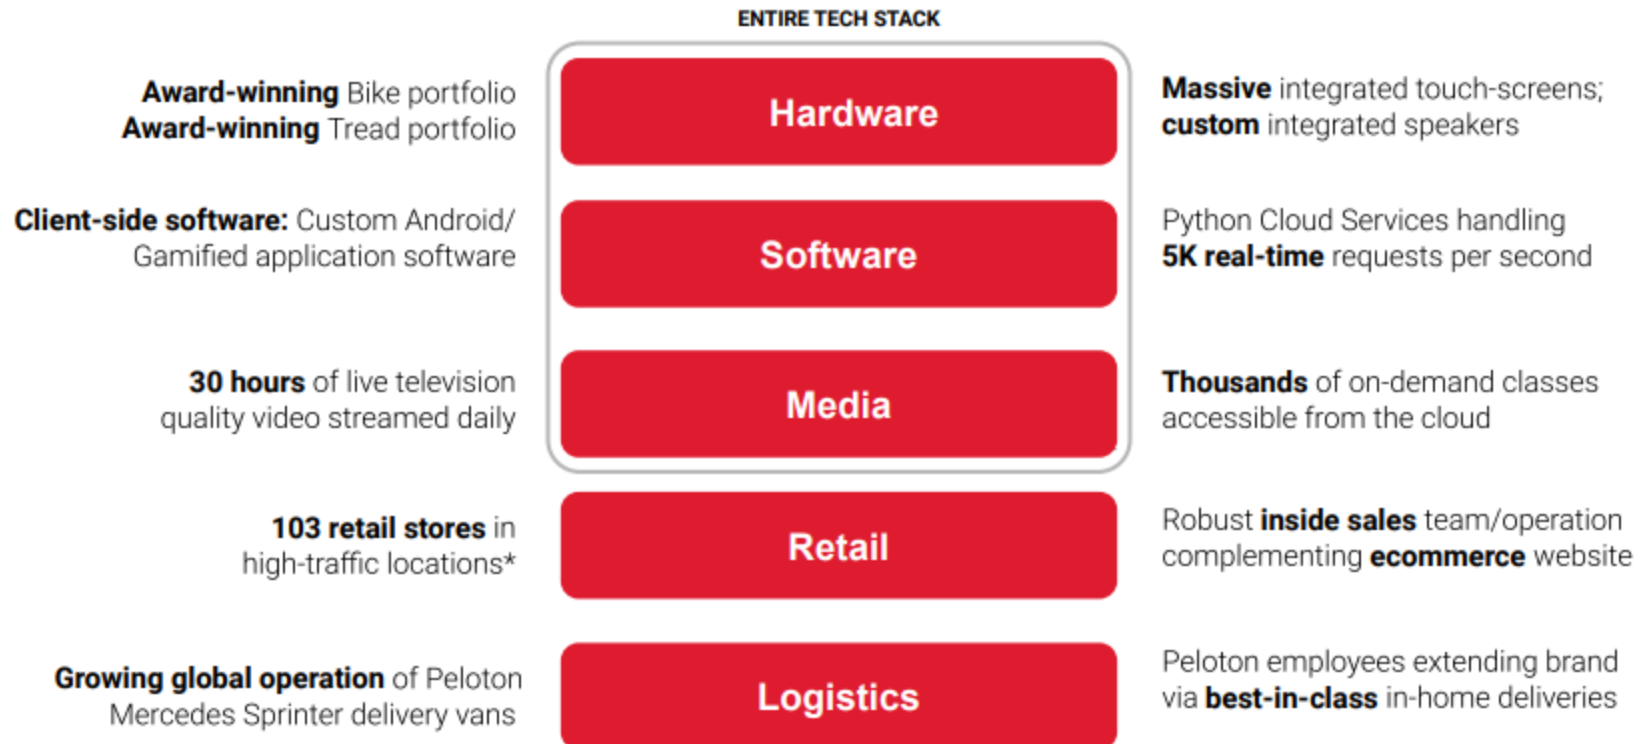 ENTIRE TECH STACK
Award-winning Bike portfolio
Award-winning Tread portfolio
Hardware
Massive integrated touch-screens;
custom integrated speakers
Client-side software: Custom Android/
Gamified application software
Software
Python Cloud Services handling
5K real-time requests per second
30 hours of live television
quality video streamed daily
Media
Thousands of on-demand classes
accessible from the cloud
103 retail stores in
high-traffic locations*
Retail
Robust inside sales team/operation
complementing ecommerce website
Growing global operation of Peloton
Mercedes Sprinter delivery vans
Logistics
Peloton employees extending brand
via best-in-class in-home deliveries